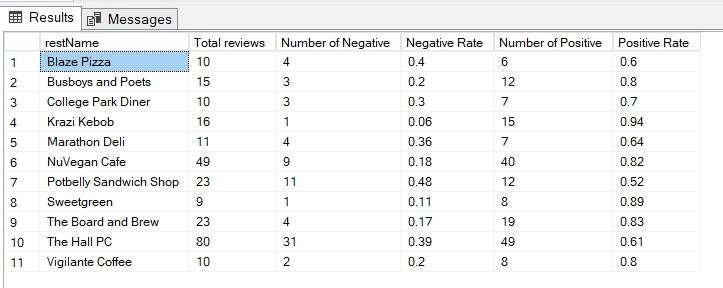 Results Messages
restName Total reviews Number of Negative Negative Rate Number of Positive Positive Rate
1 Blaze Pizza 10 4 0.4 6 0.6
2 Busboys and Poets 15 3 0.2 12 0.8
3 College Park Diner 10 3 0.3 7 0.7
4 Krazi Kebob 16 1 0.06 15 0.94
5 Marathon Deli 11 4 0.36 7 0.64
6 NuVegan Cafe 49 9 0.18 40 0.82
7 Potbelly Sandwich Shop 23 11 0.48 12 0.52
8 Sweetgreen 9 1 0.11 8 0.89
9 The Board and Brew 23 4 0.17 19 0.83
10 The Hall PC 80 31 0.39 49 0.61
11 Vigilante Coffee 10 2 0.2 8 0.8